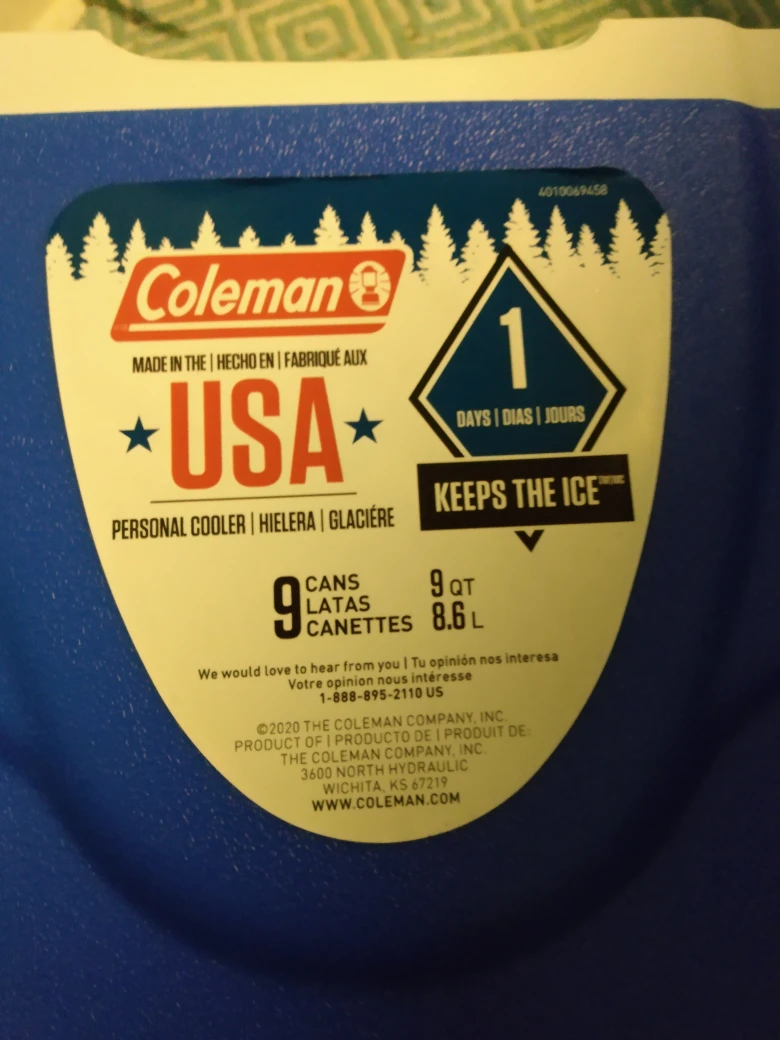 4010069458
Coleman
MADE IN THE | HECHO EN | FABRIQUÉ AUX
USA
PERSONAL COOLER | HIELERA | GLACIÉRE
1
DAYS | DIAS | JOURS
KEEPS THE ICE
9 CANS
LATAS
CANETTES
9 QT
8.6 L
We would love to hear from you | Tu opinión nos interesa
Votre opinion nous intéresse
1-888-895-2110 US
©2020 THE COLEMAN COMPANY, INC.
PRODUCT OF | PRODUCTO DE | PRODUIT DE:
THE COLEMAN COMPANY, INC.
3600 NORTH HYDRAULIC
WICHITA, KS 67219
WWW.COLEMAN.COM